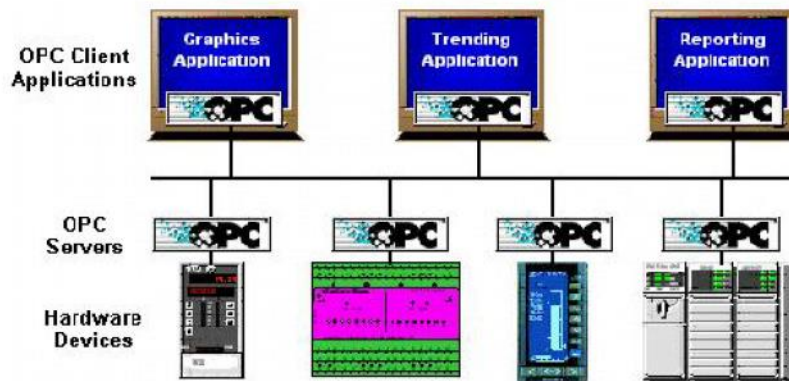 OPC Client
Applications
Graphics
Application
OPC
Trending
Application
OPC
Reporting
Application
OPC
OPC
Servers
OPC
OPC
OPC
OPC
Hardware
Devices